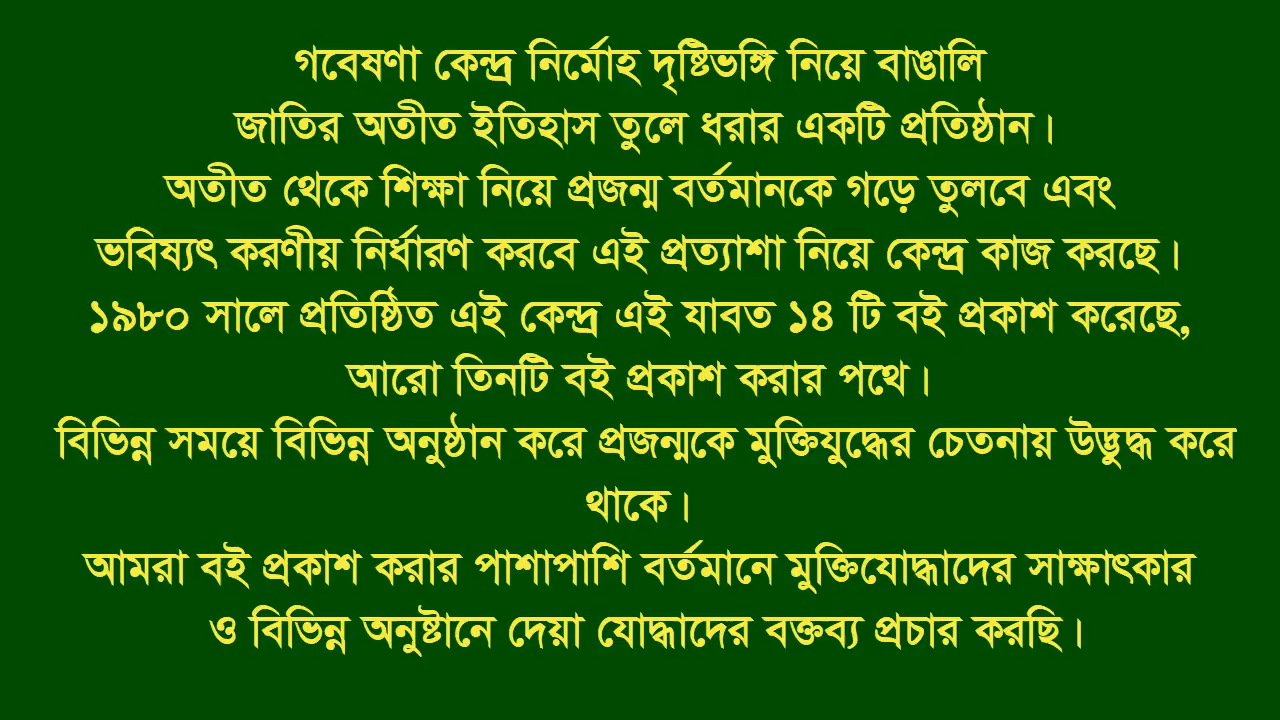 গবেষণা কেন্দ্র নির্মোহ দৃষ্টিভঙ্গি নিয়ে বাঙালি
জাতির অতীত ইতিহাস তুলে ধরার একটি প্রতিষ্ঠান।
অতীত থেকে শিক্ষা নিয়ে প্রজন্ম বর্তমানকে গড়ে তুলবে এবং
ভবিষ্যৎ করণীয় নির্ধারণ করবে এই প্রত্যাশা নিয়ে কেন্দ্র কাজ করছে।
১৯৮০ সালে প্রতিষ্ঠিত এই কেন্দ্র এই যাবত ১৪ টি বই প্রকাশ করেছে,
আরো তিনটি বই প্রকাশ করার পথে।
বিভিন্ন সময়ে বিভিন্ন অনুষ্ঠান করে প্রজন্মকে মুক্তিযুদ্ধের চেতনায় উদ্ভুদ্ধ করে
থাকে।
আমরা বই প্রকাশ করার পাশাপাশি বর্তমানে মুক্তিযোদ্ধাদের সাক্ষাৎকার
ও বিভিন্ন অনুষ্টানে দেয়া যোদ্ধাদের বক্তব্য প্রচার করছি।